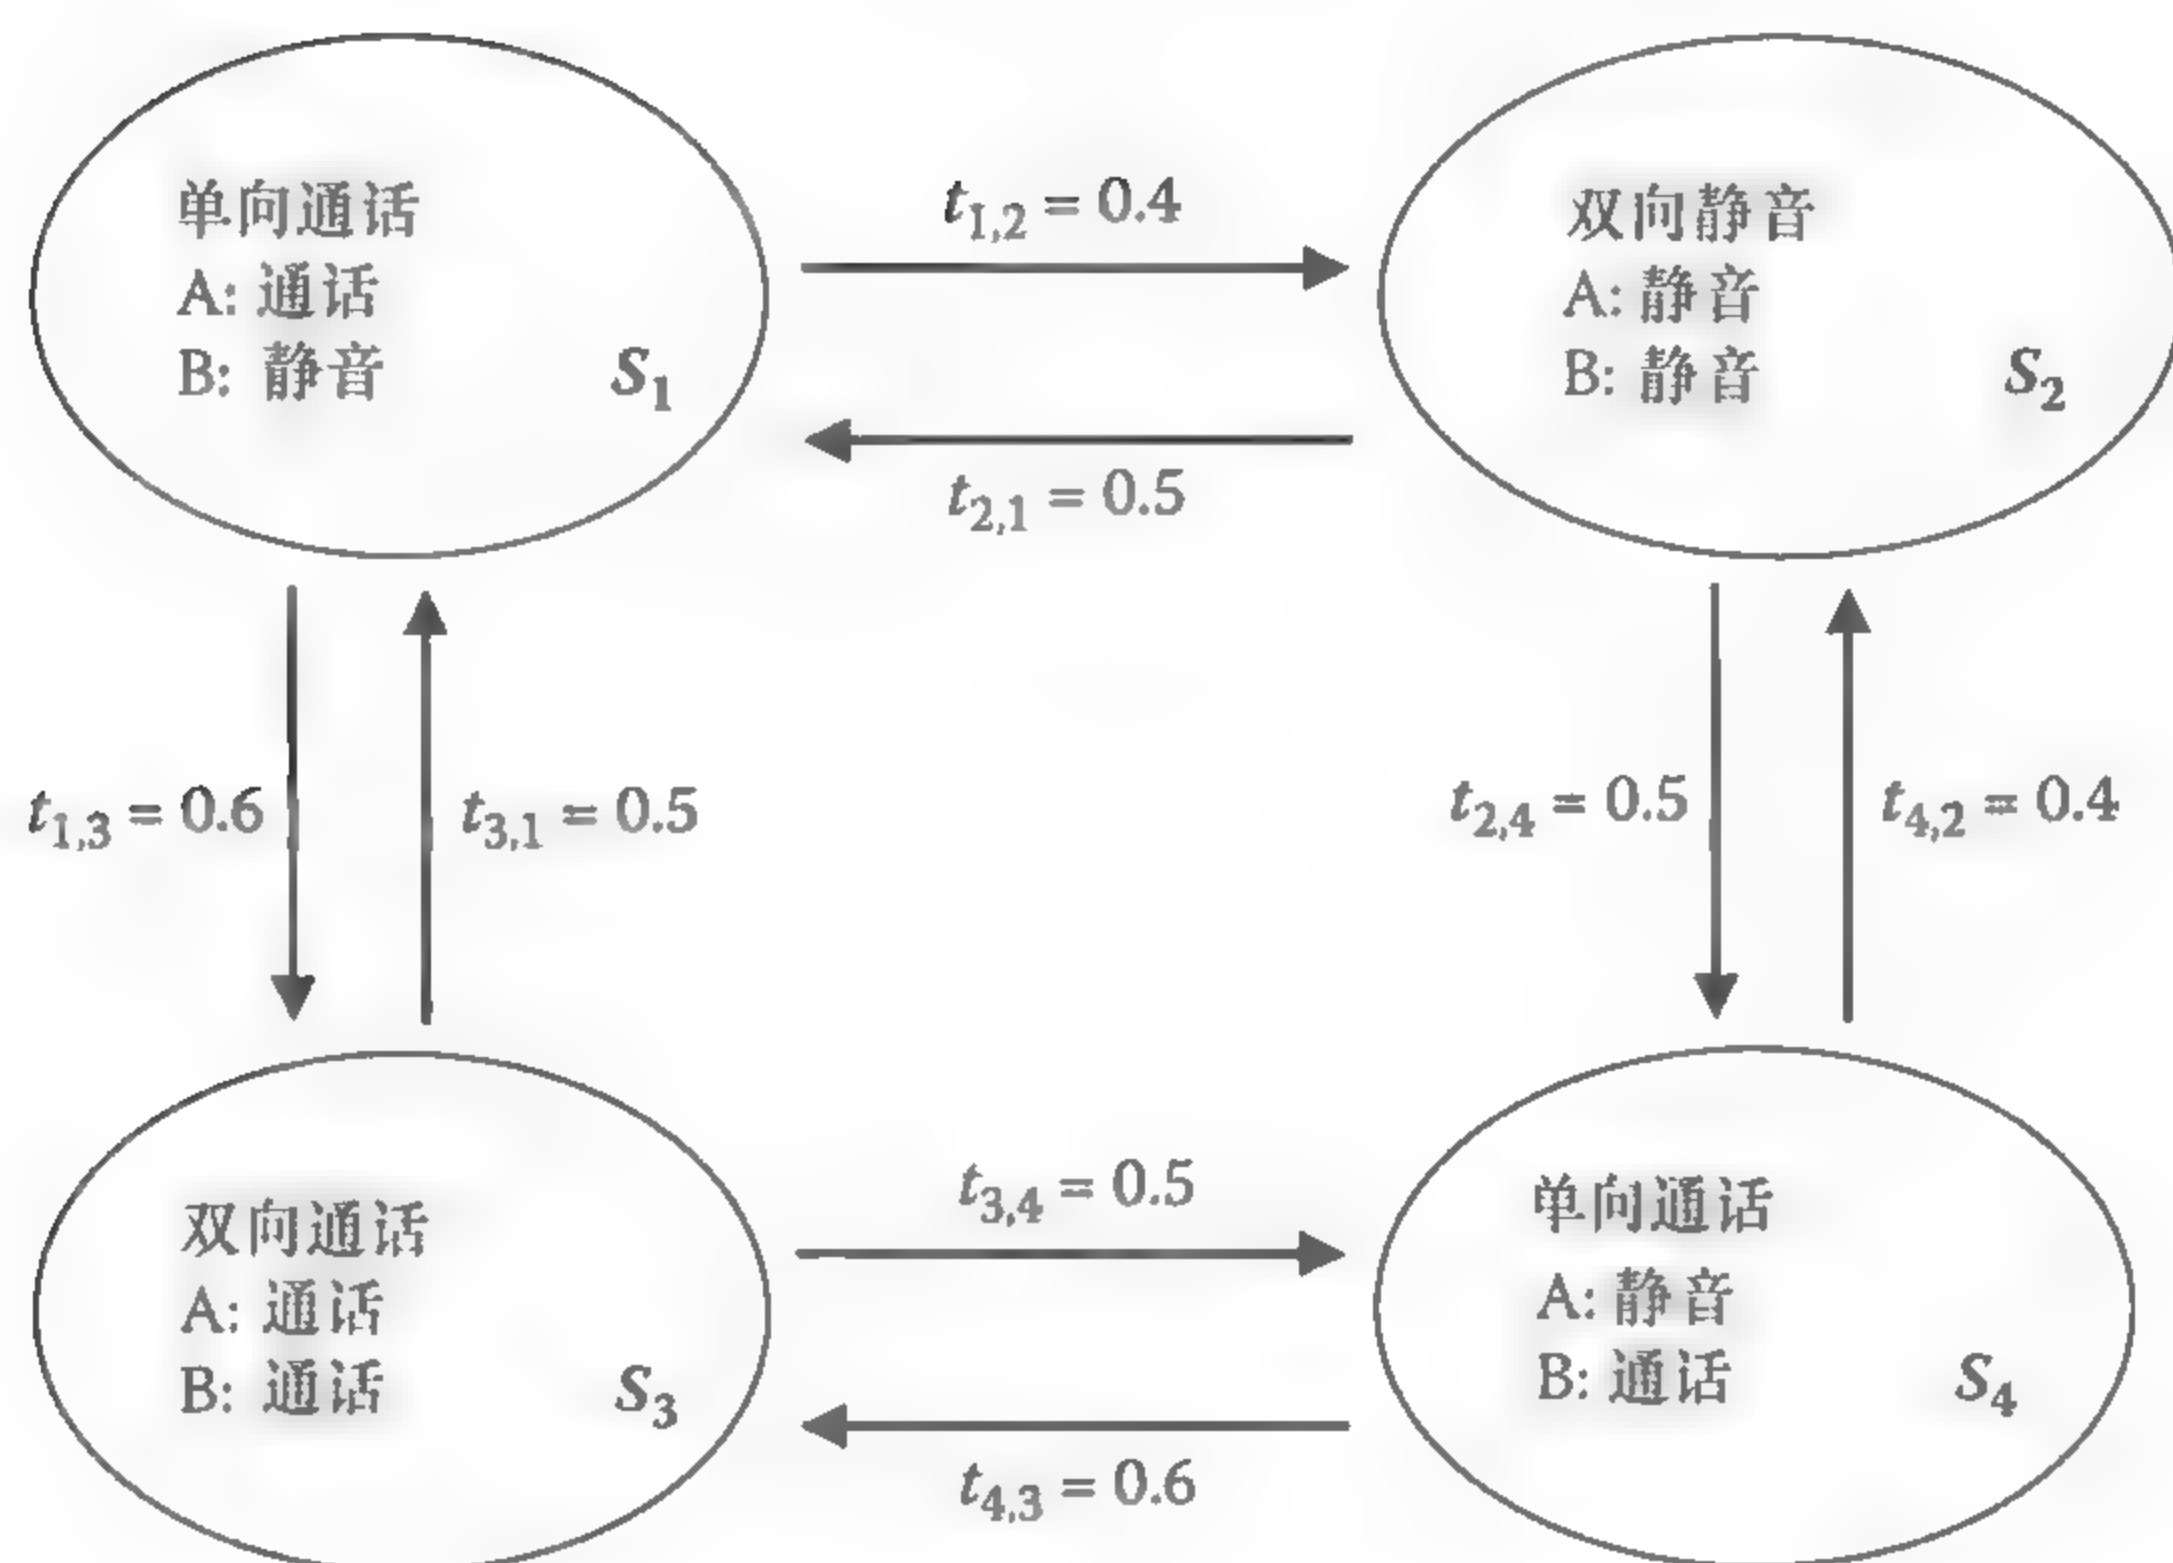 单向通话
A: 通话
B: 静音
S1
t1,2 = 0.4
t2,1 = 0.5
双向静音
A: 静音
B: 静音
S2
t1,3 = 0.6
t3,1 = 0.5
t2,4 = 0.5
t4,2 = 0.4
双向通话
A: 通话
B: 通话
S3
t3,4 = 0.5
t4,3 = 0.6
单向通话
A: 静音
B: 通话
S4